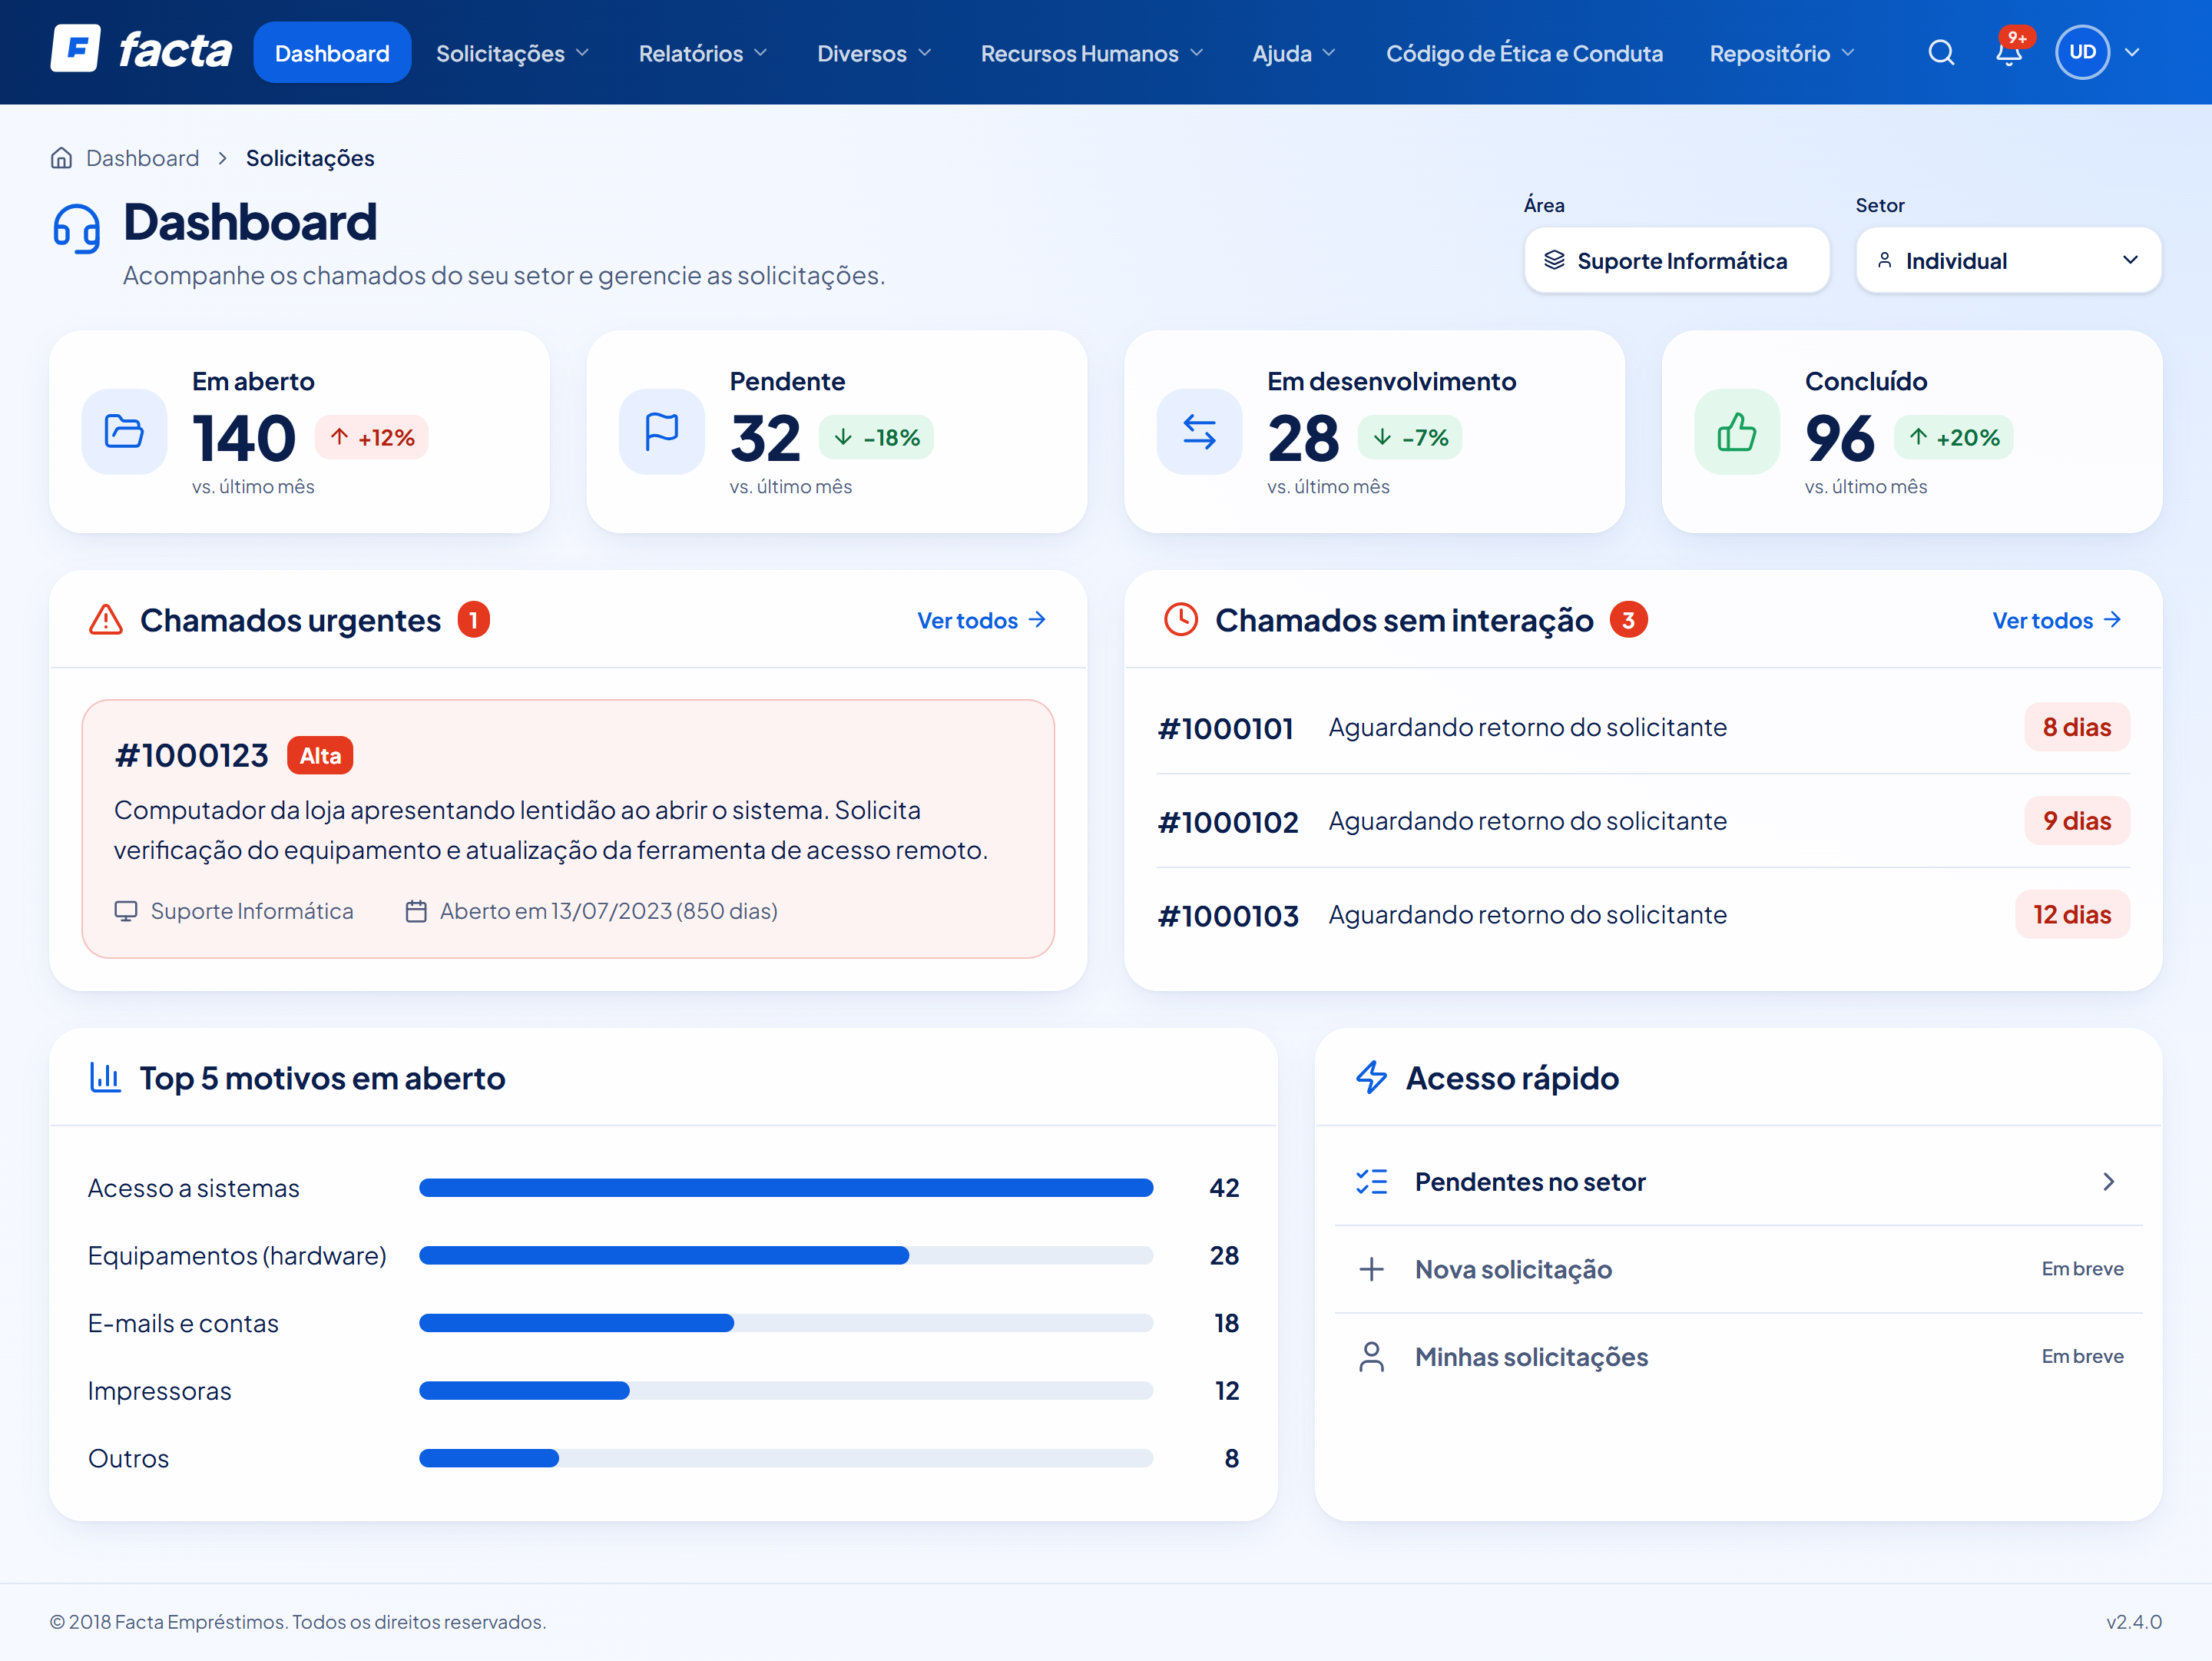 F facta
Dashboard
Solicitações
Relatórios
Diversos
Recursos Humanos
Ajuda
Código de Ética e Conduta
Repositório
9+
UD
Dashboard > Solicitações
Dashboard
Acompanhe os chamados do seu setor e gerencie as solicitações.
Área
Suporte Informática
Setor
Individual
Em aberto
140 ↑ +12%
vs. último mês
Pendente
32 ↓ -18%
vs. último mês
Em desenvolvimento
28 ↓ -7%
vs. último mês
Concluído
96 ↑ +20%
vs. último mês
Chamados urgentes 1
Ver todos →
#1000123 Alta
Computador da loja apresentando lentidão ao abrir o sistema. Solicita
verificação do equipamento e atualização da ferramenta de acesso remoto.
Suporte Informática
Aberto em 13/07/2023 (850 dias)
Chamados sem interação 3
Ver todos →
#1000101 Aguardando retorno do solicitante 8 dias
#1000102 Aguardando retorno do solicitante 9 dias
#1000103 Aguardando retorno do solicitante 12 dias
Top 5 motivos em aberto
Acesso a sistemas 42
Equipamentos (hardware) 28
E-mails e contas 18
Impressoras 12
Outros 8
Acesso rápido
Pendentes no setor
Nova solicitação Em breve
Minhas solicitações Em breve
© 2018 Facta Empréstimos. Todos os direitos reservados.
v2.4.0